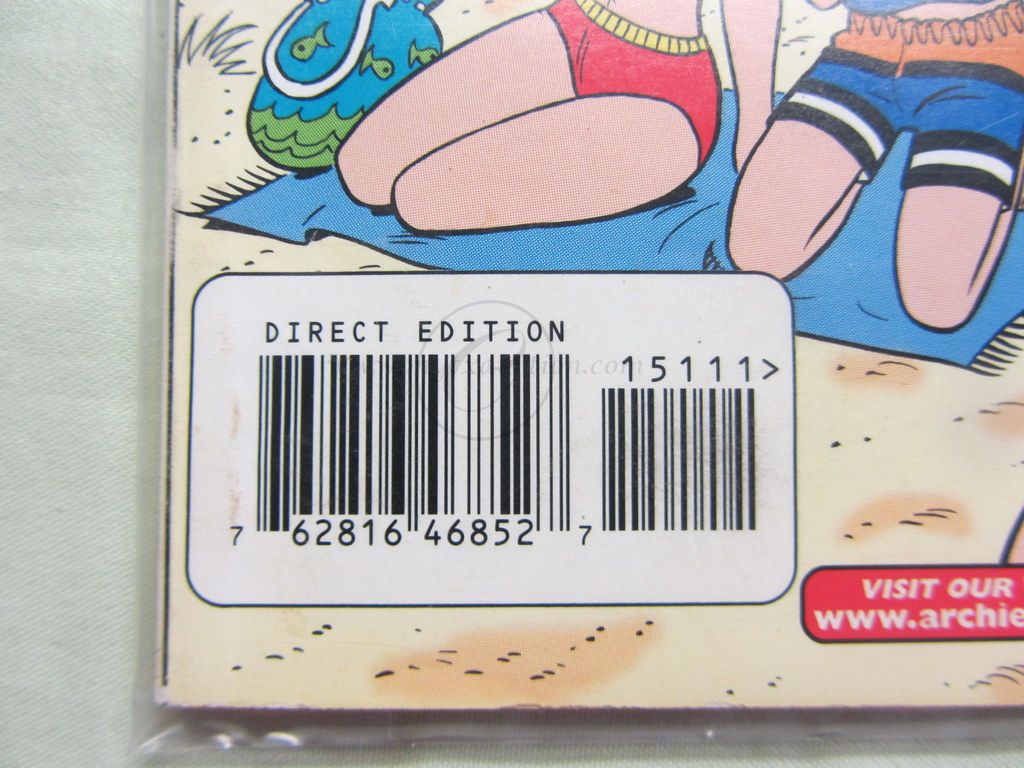 DIRECT EDITION
15111>
7 62816 46852 7
VISIT OUR
www.archie